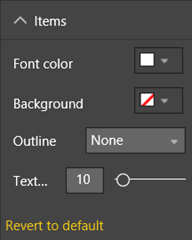 Items
Font color
Background
Outline None
Text... 10
Revert to default